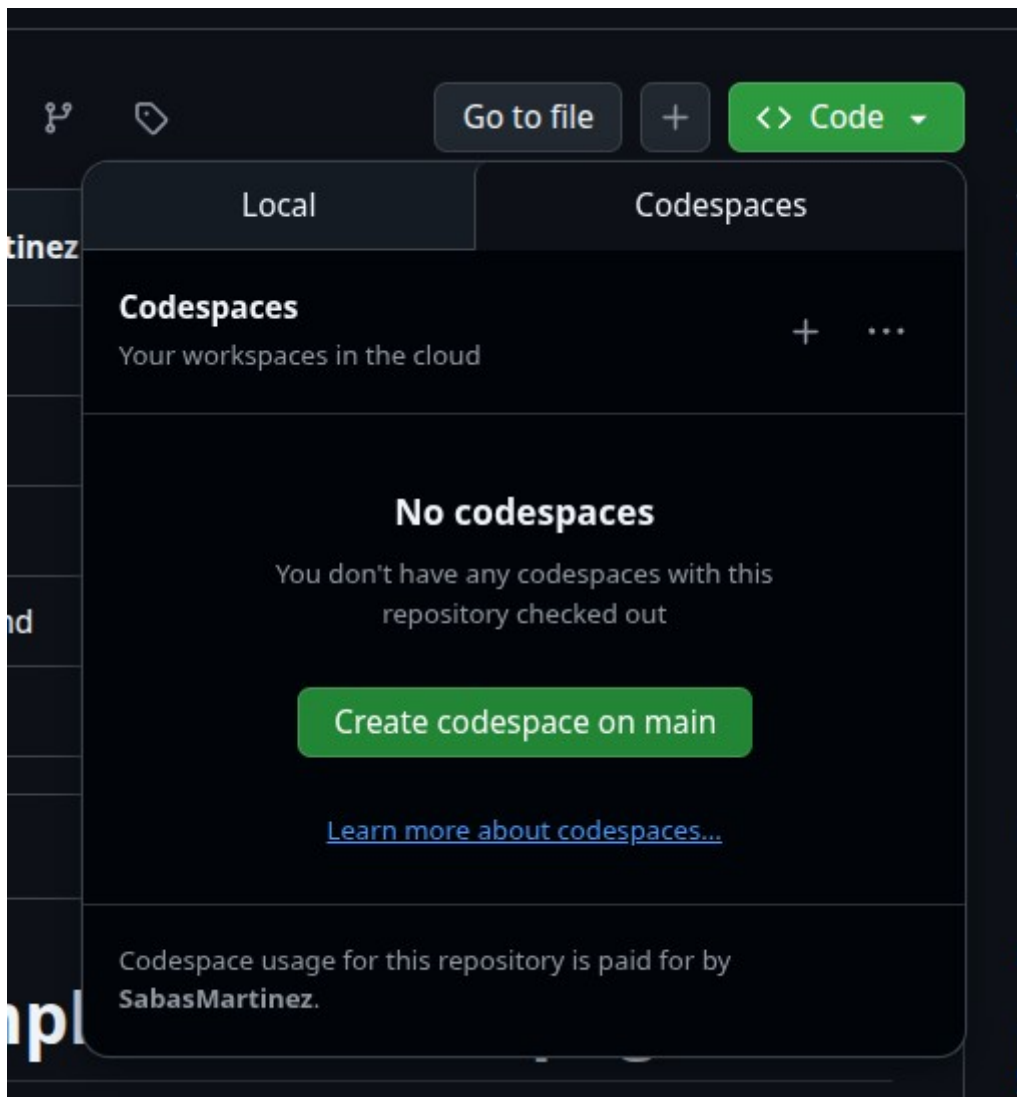 Go to file
Code
Local
Codespaces
tinez
Codespaces
Your workspaces in the cloud
No codespaces
You don't have any codespaces with this
repository checked out
nd
Create codespace on main
Learn more about codespaces...
Codespace usage for this repository is paid for by
SabasMartinez.